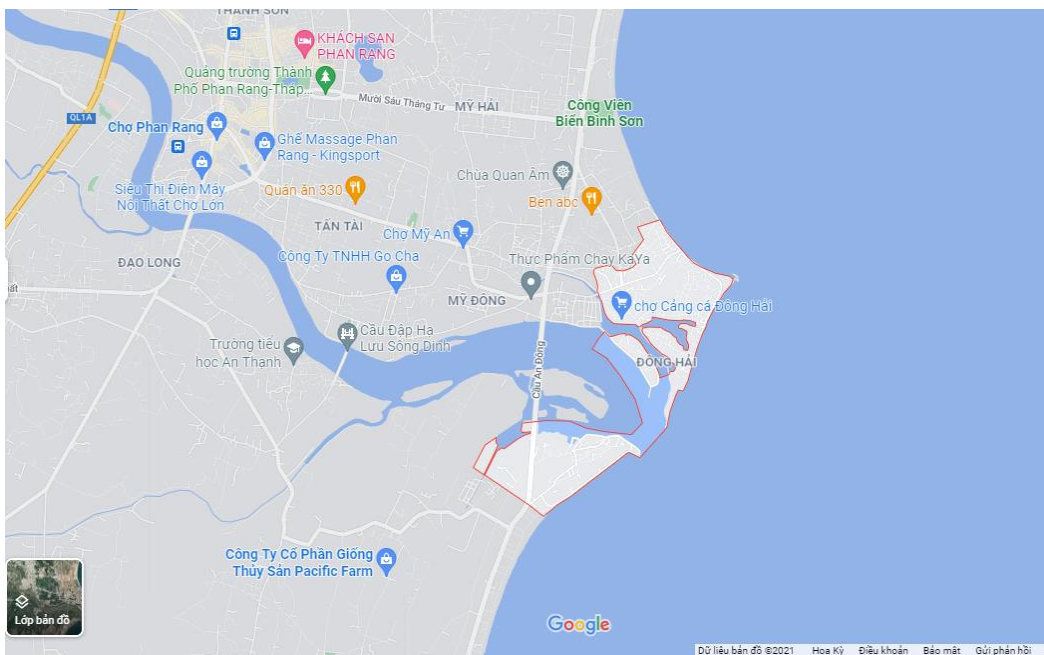 THANH SƠN
KHÁCH SẠN
PHAN RANG
Quảng trường Thành
Phố Phan Rang-Tháp...
Mười Sáu Tháng Tư
MỸ HẢI
Công Viên
Biển Bình Sơn
QL1A
Chợ Phan Rang
Ghế Massage Phan
Rang - Kingsport
Chùa Quan Âm
Siêu Thị Điện Máy
Nội Thất Chợ Lớn
Quán ăn 330
Ben abc
TẤN TÀI
Chợ Mỹ An
ĐẠO LONG
Công Ty TNHH Go Cha
Thực Phẩm Chay KaYa
MỸ ĐÔNG
chợ Cảng cá Đông Hải
Cầu Đập Hạ
Lưu Sông Dinh
Trường tiểu
học An Thạnh
ĐÔNG HẢI
Cầu An Đông
Công Ty Cổ Phần Giống
Thủy Sản Pacific Farm
Lớp bản đồ
Google
Dữ liệu bản đồ ©2021 Hoa Kỳ Điều khoản Bảo mật Gửi phản hồi